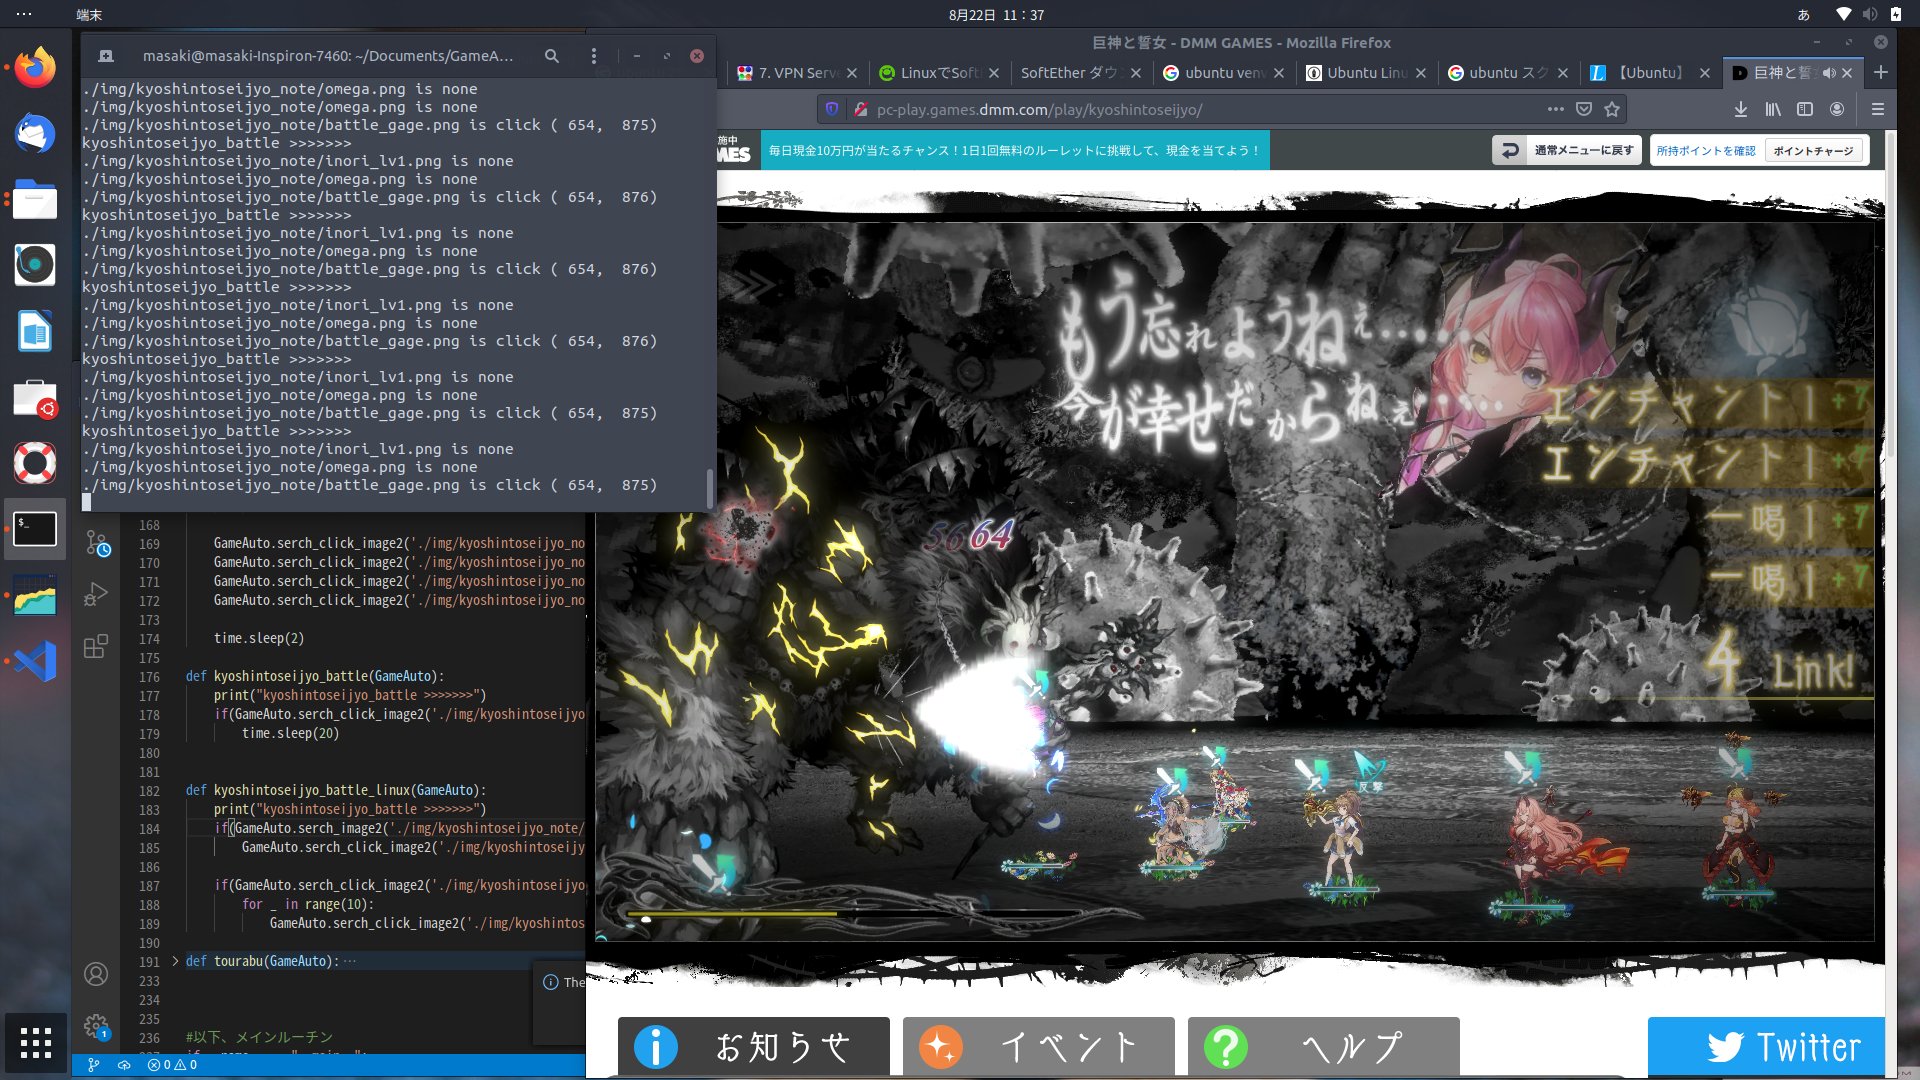 端末
8月22日 11：37
あ
masaki@masaki-Inspiron-7460: ~/Documents/GameA...
./img/kyoshintoseijyo_note/omega.png is none
./img/kyoshintoseijyo_note/omega.png is none
./img/kyoshintoseijyo_note/battle_gage.png is click ( 654,  875)
kyoshintoseijyo_battle >>>>>>>
./img/kyoshintoseijyo_note/inori_lv1.png is none
./img/kyoshintoseijyo_note/omega.png is none
./img/kyoshintoseijyo_note/battle_gage.png is click ( 654,  876)
kyoshintoseijyo_battle >>>>>>>
./img/kyoshintoseijyo_note/inori_lv1.png is none
./img/kyoshintoseijyo_note/omega.png is none
./img/kyoshintoseijyo_note/battle_gage.png is click ( 654,  876)
kyoshintoseijyo_battle >>>>>>>
./img/kyoshintoseijyo_note/inori_lv1.png is none
./img/kyoshintoseijyo_note/omega.png is none
./img/kyoshintoseijyo_note/battle_gage.png is click ( 654,  876)
kyoshintoseijyo_battle >>>>>>>
./img/kyoshintoseijyo_note/inori_lv1.png is none
./img/kyoshintoseijyo_note/omega.png is none
./img/kyoshintoseijyo_note/battle_gage.png is click ( 654,  875)
kyoshintoseijyo_battle >>>>>>>
./img/kyoshintoseijyo_note/inori_lv1.png is none
./img/kyoshintoseijyo_note/omega.png is none
./img/kyoshintoseijyo_note/battle_gage.png is click ( 654,  875)
168
169 GameAuto.serch_click_image2('./img/kyoshintoseijyo_no
170 GameAuto.serch_click_image2('./img/kyoshintoseijyo_no
171 GameAuto.serch_click_image2('./img/kyoshintoseijyo_no
172 GameAuto.serch_click_image2('./img/kyoshintoseijyo_no
173
174 time.sleep(2)
175
176 def kyoshintoseijyo_battle(GameAuto):
177 print("kyoshintoseijyo_battle >>>>>>>")
178 if(GameAuto.serch_click_image2('./img/kyoshintoseijyo
179 time.sleep(20)
180
181
182 def kyoshintoseijyo_battle_linux(GameAuto):
183 print("kyoshintoseijyo_battle >>>>>>>")
184 if(GameAuto.serch_image2('./img/kyoshintoseijyo_note/
185 GameAuto.serch_click_image2('./img/kyoshintoseijy
186
187 if(GameAuto.serch_click_image2('./img/kyoshintoseijyo
188 for _ in range(10):
189 GameAuto.serch_click_image2('./img/kyoshintos
190
191 def tourabu(GameAuto):…
233
234
235
236 #以下、メインルーチン
The
0 0
1
巨神と誓女 - DMM GAMES - Mozilla Firefox
7. VPN Serve
LinuxでSoft
SoftEther ダウン
ubuntu venv
Ubuntu Linu
ubuntu スク
【Ubuntu】
巨神と誓
pc-play.games.dmm.com/play/kyoshintoseijyo/
施中
MES
毎日現金10万円が当たるチャンス！1日1回無料のルーレットに挑戦して、現金を当てよう！
通常メニューに戻す
所持ポイントを確認
ポイントチャージ
もう忘れようねぇ……
今が幸せだからねぇ……
エンチャントⅠ+7
エンチャントⅠ+7
一喝Ⅰ+7
一喝Ⅰ+7
4 Link!
56 64
反撃
お知らせ
イベント
ヘルプ
Twitter